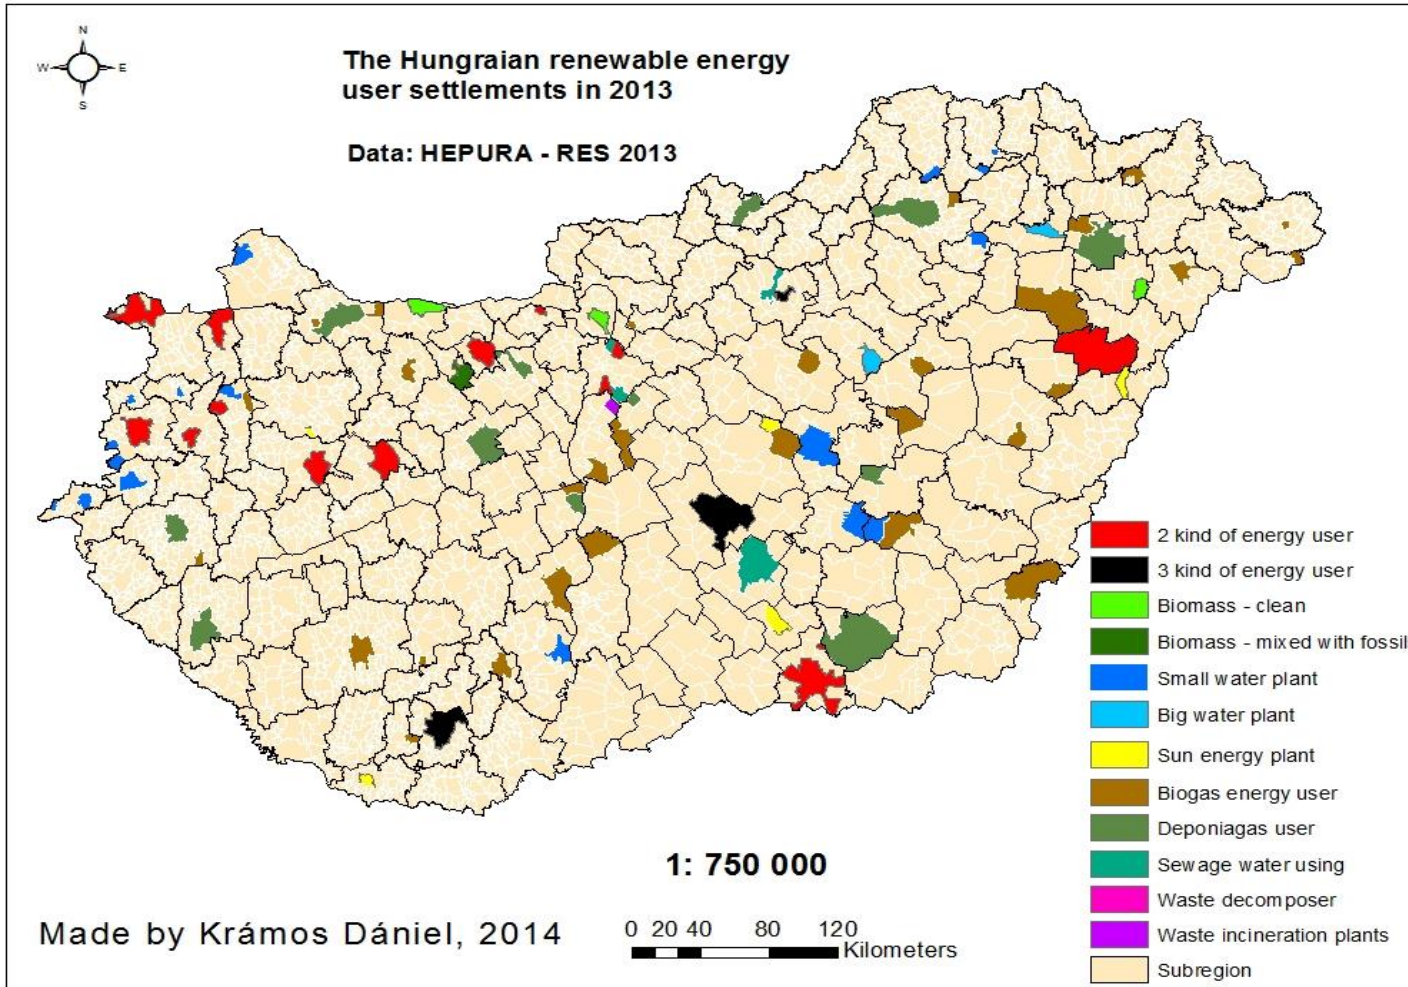 N
W E
S
The Hungraian renewable energy
user settlements in 2013
Data: HEPURA - RES 2013
2 kind of energy user
3 kind of energy user
Biomass - clean
Biomass - mixed with fossil
Small water plant
Big water plant
Sun energy plant
Biogas energy user
Deponiagas user
Sewage water using
Waste decomposer
Waste incineration plants
Subregion
1: 750 000
Made by Krámos Dániel, 2014
0 20 40 80 120
Kilometers